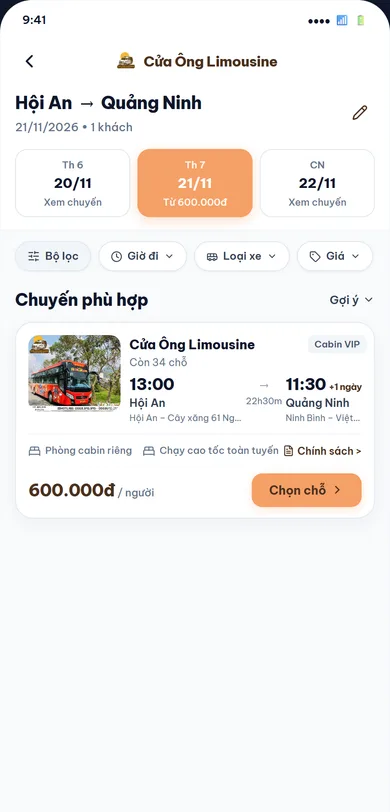 9:41
Cửa Ông Limousine
Hội An → Quảng Ninh
21/11/2026 • 1 khách
Th 6
20/11
Xem chuyến
Th 7
21/11
Từ 600.000đ
CN
22/11
Xem chuyến
Bộ lọc
Giờ đi
Loại xe
Giá
Chuyến phù hợp
Gợi ý
Cửa Ông Limousine
Cabin VIP
Còn 34 chỗ
13:00 → 11:30 +1 ngày
Hội An 22h30m Quảng Ninh
Hội An – Cây xăng 61 Ng... Ninh Bình – Việt...
Phòng cabin riêng Chạy cao tốc toàn tuyến Chính sách >
600.000đ / người
Chọn chỗ